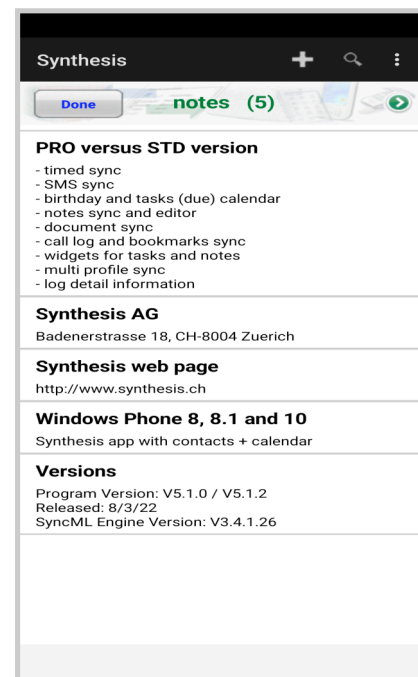 Synthesis
Done
notes (5)
PRO versus STD version
- timed sync
- SMS sync
- birthday and tasks (due) calendar
- notes sync and editor
- document sync
- call log and bookmarks sync
- widgets for tasks and notes
- multi profile sync
- log detail information
Synthesis AG
Badenerstrasse 18, CH-8004 Zuerich
Synthesis web page
http://www.synthesis.ch
Windows Phone 8, 8.1 and 10
Synthesis app with contacts + calendar
Versions
Program Version: V5.1.0 / V5.1.2
Released: 8/3/22
SyncML Engine Version: V3.4.1.26